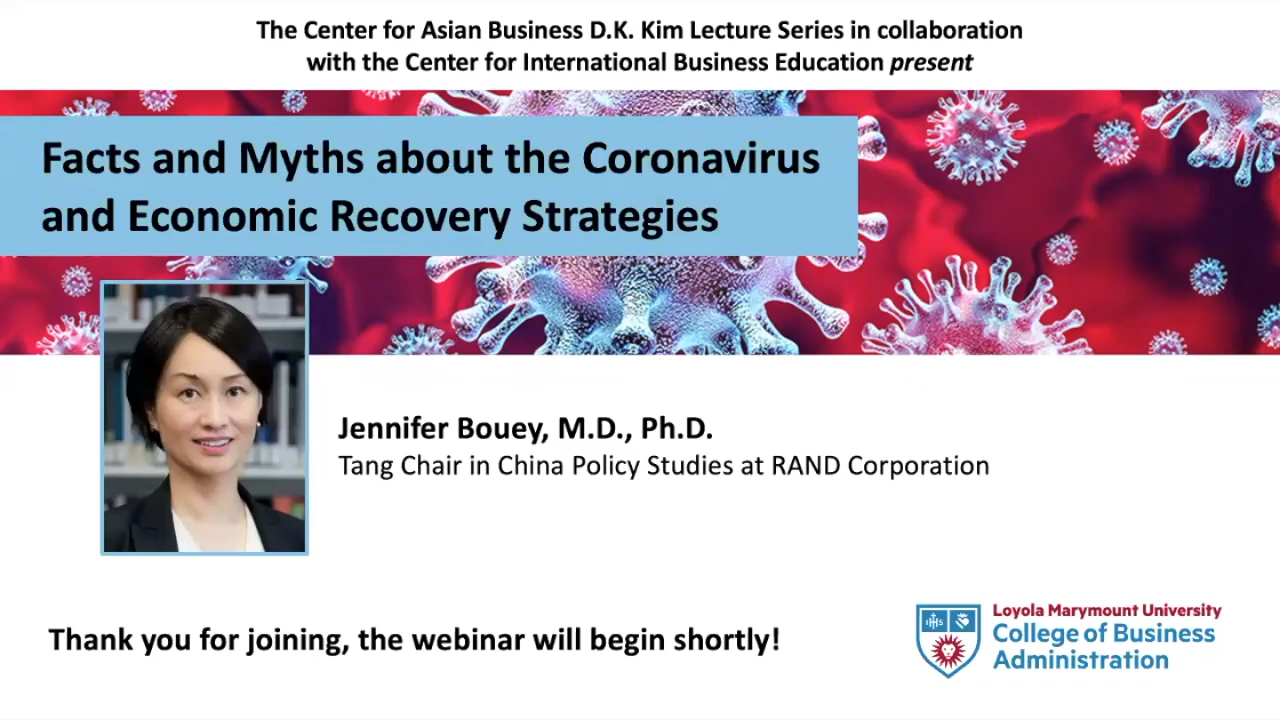 The Center for Asian Business D.K. Kim Lecture Series in collaboration
with the Center for International Business Education present
Facts and Myths about the Coronavirus
and Economic Recovery Strategies
Jennifer Bouey, M.D., Ph.D.
Tang Chair in China Policy Studies at RAND Corporation
Thank you for joining, the webinar will begin shortly!
Loyola Marymount University
College of Business
Administration